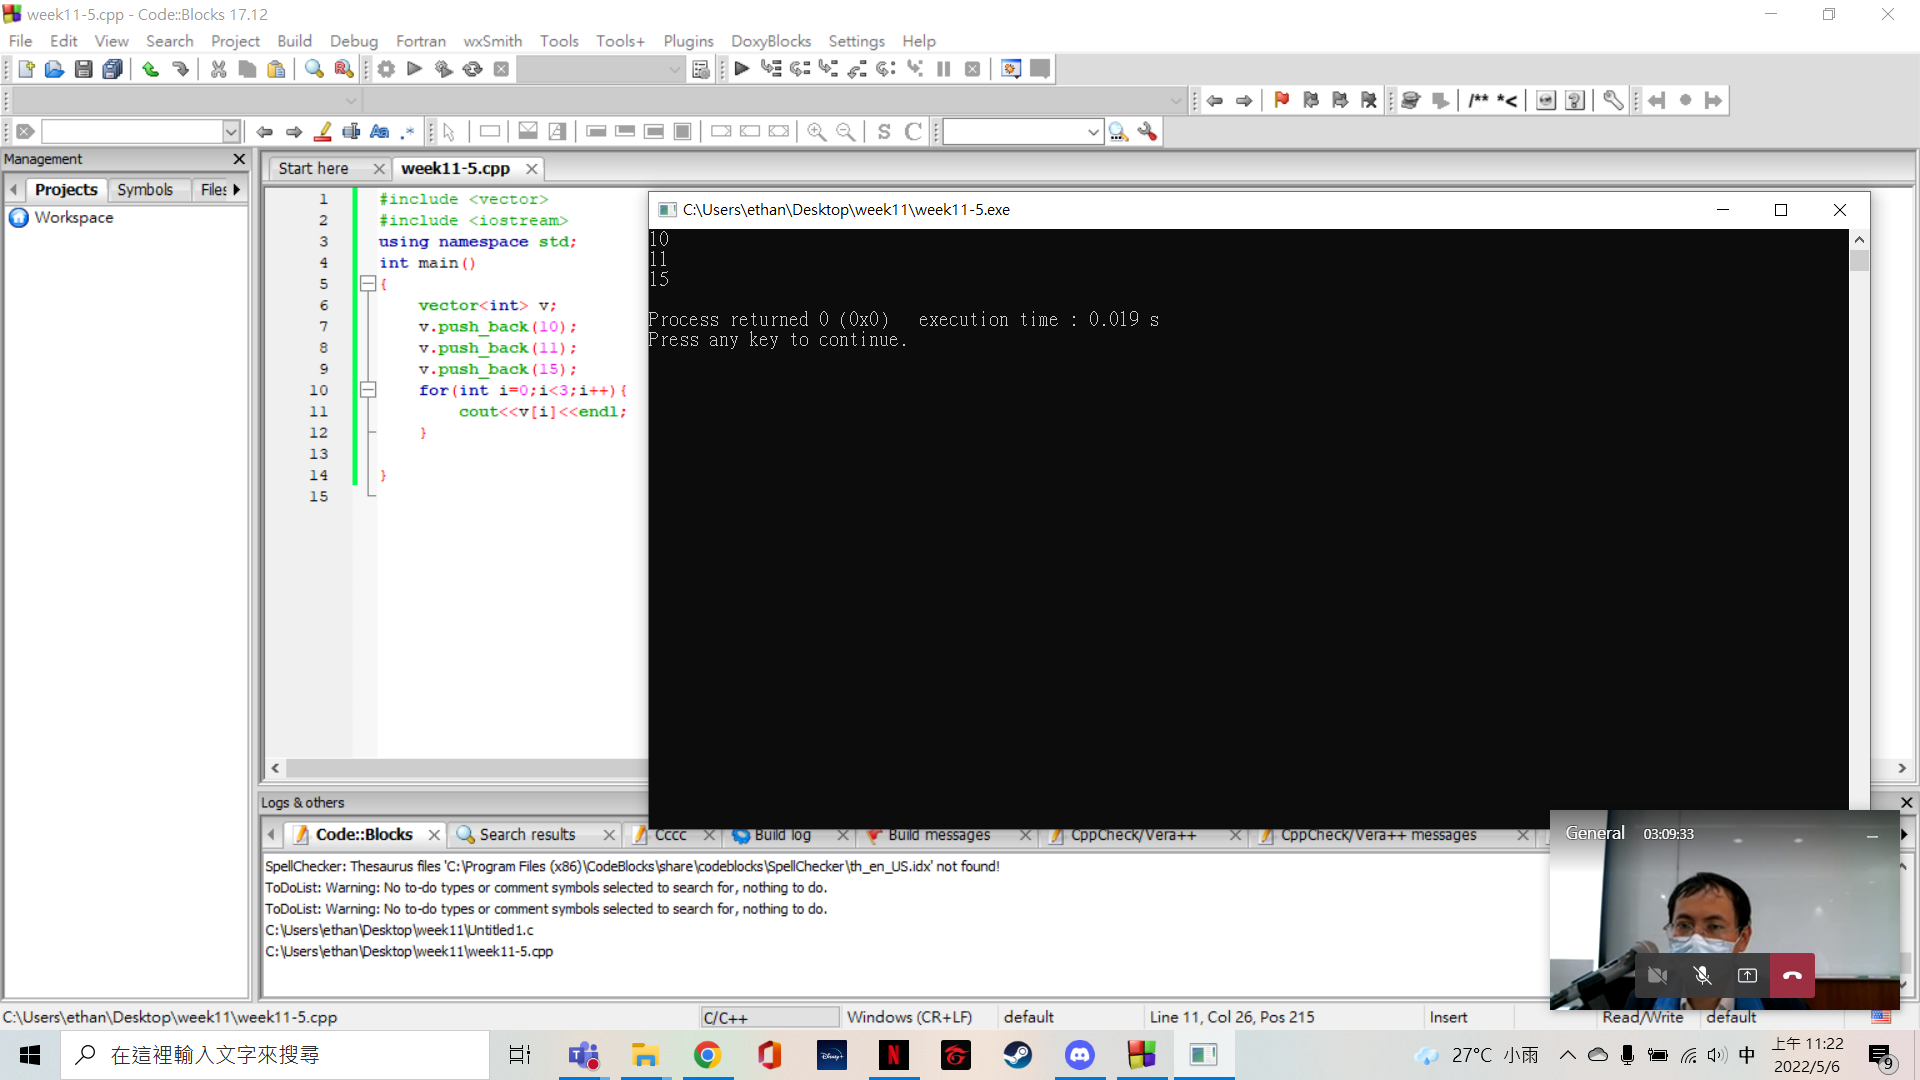 week11-5.cpp - Code::Blocks 17.12
File Edit View Search Project Build Debug Fortran wxSmith Tools Tools+ Plugins DoxyBlocks Settings Help
/** *<
S C
Management
Projects Symbols Files
Workspace
Start here week11-5.cpp
1 #include <vector>
2 #include <iostream>
3 using namespace std;
4 int main()
5 {
6 vector<int> v;
7 v.push_back(10);
8 v.push_back(11);
9 v.push_back(15);
10 for(int i=0;i<3;i++){
11 cout<<v[i]<<endl;
12 }
13
14 }
15
C:\Users\ethan\Desktop\week11\week11-5.exe
10
11
15
Process returned 0 (0x0) execution time : 0.019 s
Press any key to continue.
Logs & others
Code::Blocks Search results Cccc Build log Build messages CppCheck/Vera++ CppCheck/Vera++ messages
SpellChecker: Thesaurus files 'C:\Program Files (x86)\CodeBlocks\share\codeblocks\SpellChecker\th_en_US.idx' not found!
ToDoList: Warning: No to-do types or comment symbols selected to search for, nothing to do.
ToDoList: Warning: No to-do types or comment symbols selected to search for, nothing to do.
C:\Users\ethan\Desktop\week11\Untitled1.c
C:\Users\ethan\Desktop\week11\week11-5.cpp
General 03:09:33
C:\Users\ethan\Desktop\week11\week11-5.cpp C/C++ Windows (CR+LF) default Line 11, Col 26, Pos 215 Insert Read/Write default
在這裡輸入文字來搜尋
Disney+
27°C 小雨
中
上午 11:22
2022/5/6
9